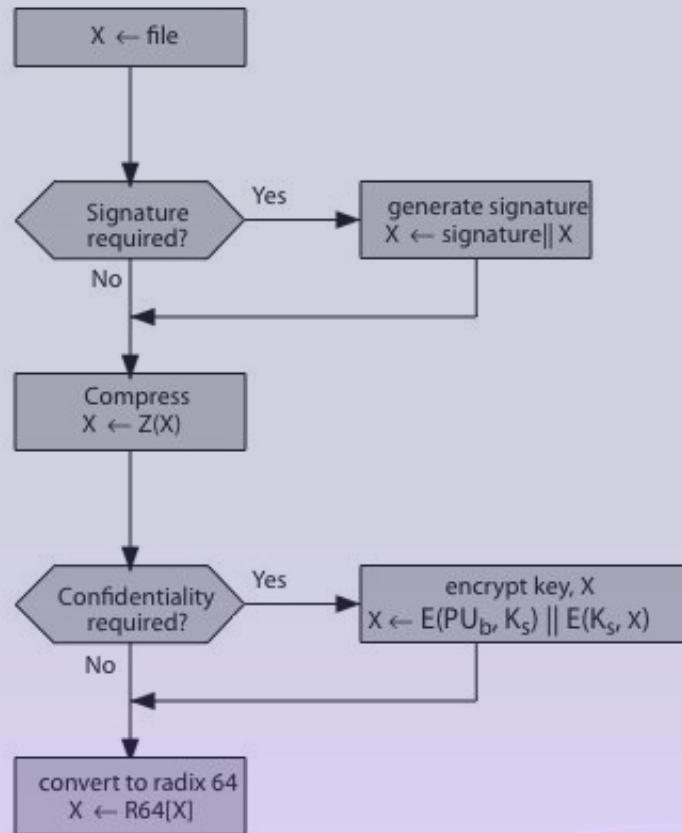 X ← file
Signature
required?
Yes
generate signature
X ← signature|| X
No
Compress
X ← Z(X)
Confidentiality
required?
Yes
encrypt key, X
X ← E(PU_b, K_s) || E(K_s, X)
No
convert to radix 64
X ← R64[X]